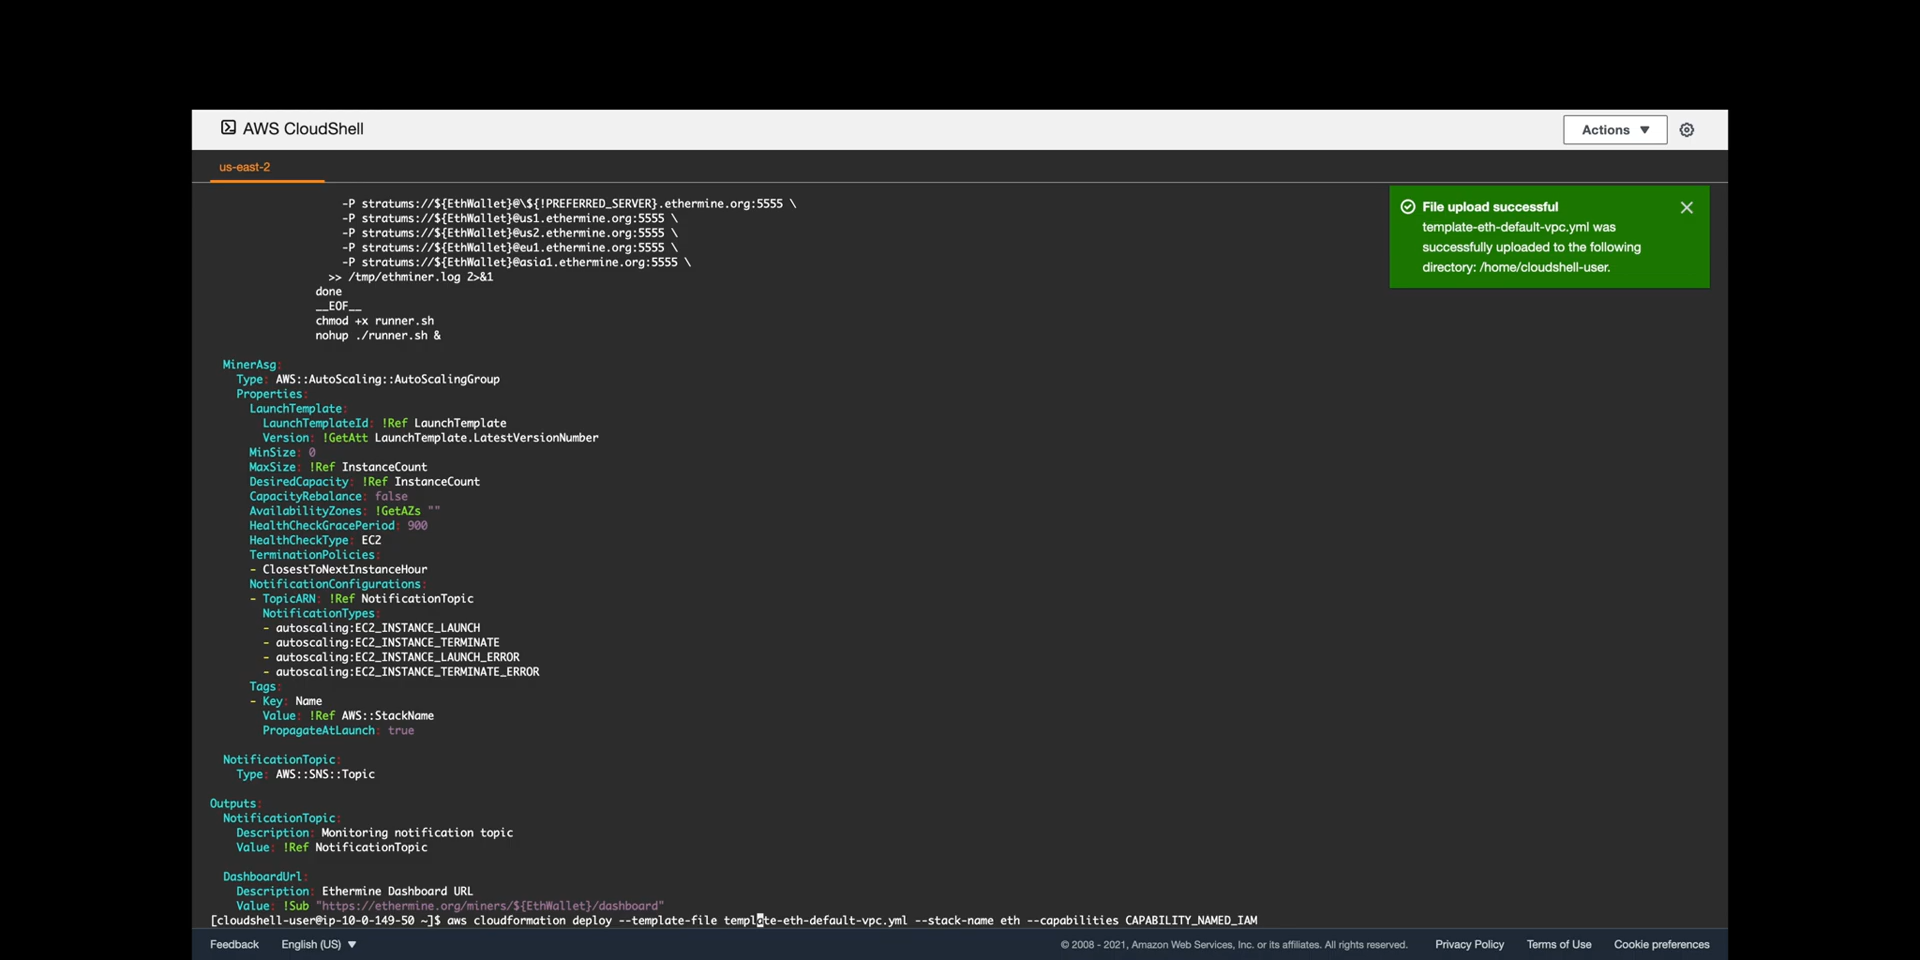 AWS CloudShell
Actions ▼
us-east-2
File upload successful
template-eth-default-vpc.yml was
successfully uploaded to the following
directory: /home/cloudshell-user.
-P stratums://${EthWallet}@\${!PREFERRED_SERVER}.ethermine.org:5555 \
-P stratums://${EthWallet}@us1.ethermine.org:5555 \
-P stratums://${EthWallet}@us2.ethermine.org:5555 \
-P stratums://${EthWallet}@eu1.ethermine.org:5555 \
-P stratums://${EthWallet}@asia1.ethermine.org:5555 \
>> /tmp/ethminer.log 2>&1
done
__EOF__
chmod +x runner.sh
nohup ./runner.sh &
MinerAsg:
Type: AWS::AutoScaling::AutoScalingGroup
Properties:
LaunchTemplate:
LaunchTemplateId: !Ref LaunchTemplate
Version: !GetAtt LaunchTemplate.LatestVersionNumber
MinSize: 0
MaxSize: !Ref InstanceCount
DesiredCapacity: !Ref InstanceCount
CapacityRebalance: false
AvailabilityZones: !GetAZs ""
HealthCheckGracePeriod: 900
HealthCheckType: EC2
TerminationPolicies:
- ClosestToNextInstanceHour
NotificationConfigurations:
- TopicARN: !Ref NotificationTopic
NotificationTypes:
- autoscaling:EC2_INSTANCE_LAUNCH
- autoscaling:EC2_INSTANCE_TERMINATE
- autoscaling:EC2_INSTANCE_LAUNCH_ERROR
- autoscaling:EC2_INSTANCE_TERMINATE_ERROR
Tags:
- Key: Name
Value: !Ref AWS::StackName
PropagateAtLaunch: true
NotificationTopic:
Type: AWS::SNS::Topic
Outputs:
NotificationTopic:
Description: Monitoring notification topic
Value: !Ref NotificationTopic
DashboardUrl:
Description: Ethermine Dashboard URL
Value: !Sub "https://ethermine.org/miners/${EthWallet}/dashboard"
[cloudshell-user@ip-10-0-149-50 ~]$ aws cloudformation deploy --template-file template-eth-default-vpc.yml --stack-name eth --capabilities CAPABILITY_NAMED_IAM
Feedback English (US) ▼ © 2008 - 2021, Amazon Web Services, Inc. or its affiliates. All rights reserved. Privacy Policy Terms of Use Cookie preferences